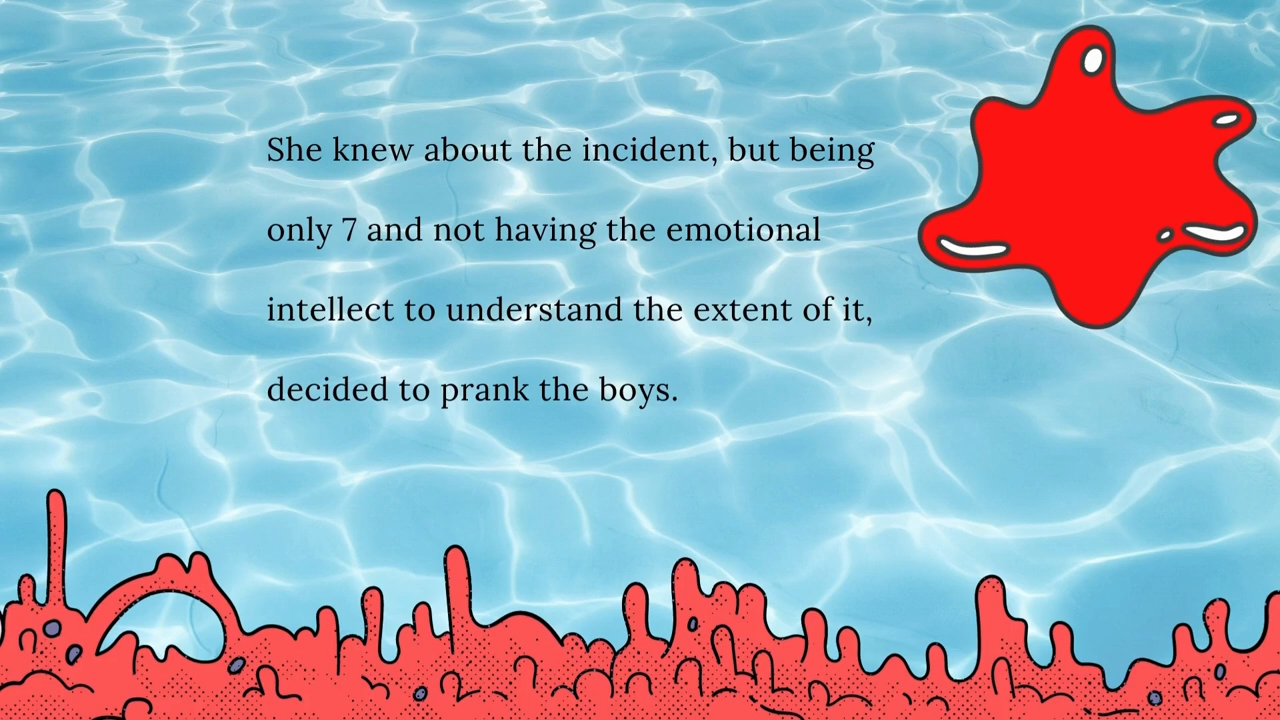 She knew about the incident, but being
only 7 and not having the emotional
intellect to understand the extent of it,
decided to prank the boys.